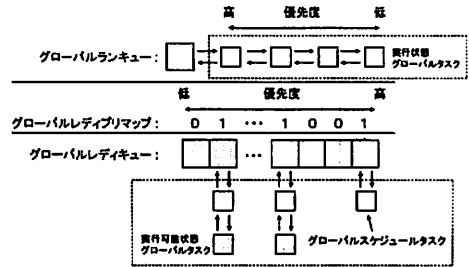 高 優先度 低
グローバルランキュー：
実行状態
グローバルタスク
低 優先度 高
グローバルレディプリマップ： 0 1 … 1 0 0 1
グローバルレディキュー： …
実行可能状態
グローバルタスク
グローバルスケジュールタスク